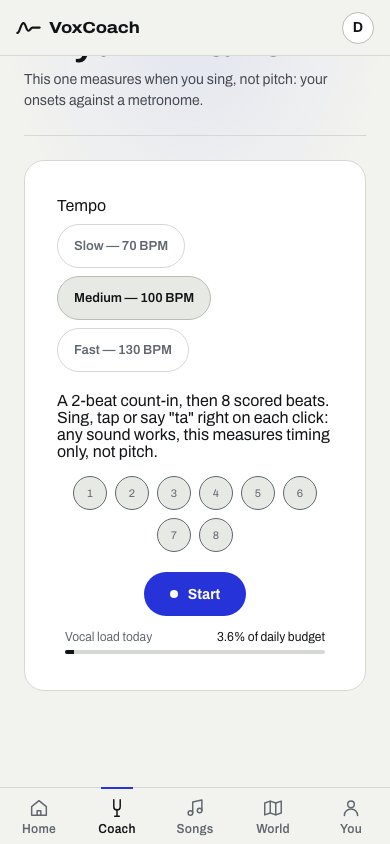 VoxCoach
D
This one measures when you sing, not pitch: your
onsets against a metronome.
Tempo
Slow — 70 BPM
Medium — 100 BPM
Fast — 130 BPM
A 2-beat count-in, then 8 scored beats.
Sing, tap or say "ta" right on each click:
any sound works, this measures timing
only, not pitch.
1 2 3 4 5 6
7 8
Start
Vocal load today 3.6% of daily budget
Home Coach Songs World You